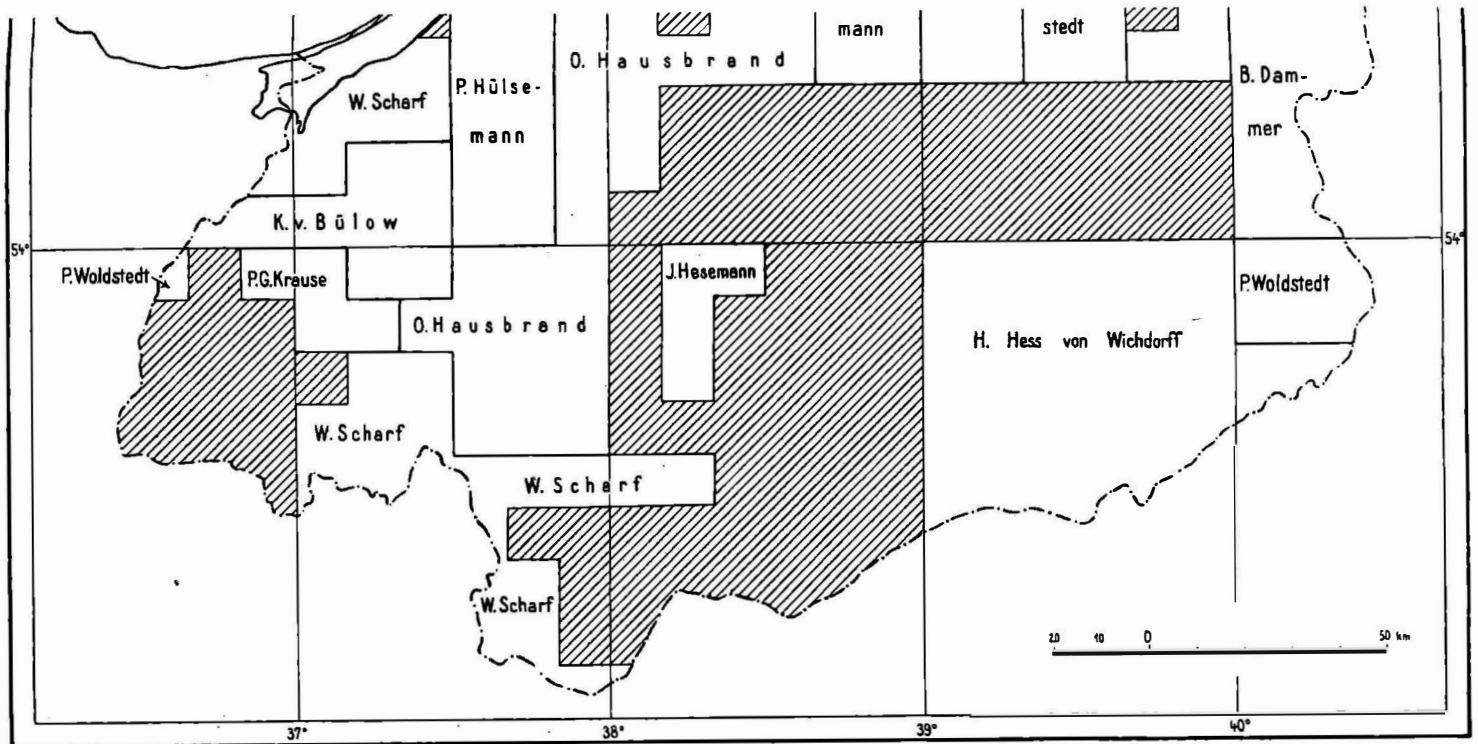 mann
stedt
O. Hausbrand
B. Dam-
mer
P. Hülse-
mann
W. Scharf
K. v. Bülow
54°
54°
P. Woldstedt
P. G. Krause
J. Hesemann
P. Woldstedt
O. Hausbrand
H. Hess von Wichdorff
W. Scharf
W. Scharf
W. Scharf
20 10 0 50 km
37° 38° 39° 40°